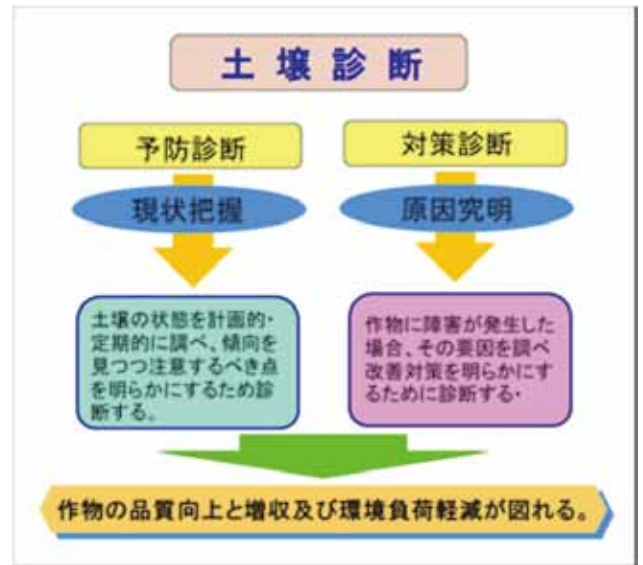 土壌診断
予防診断
対策診断
現状把握
原因究明
土壌の状態を計画的・
定期的に調べ、傾向を
見つつ注意するべき点
を明らかにするため診
断する。
作物に障害が発生した
場合、その要因を調べ
改善対策を明らかにす
るために診断する・
作物の品質向上と増収及び環境負荷軽減が図れる。